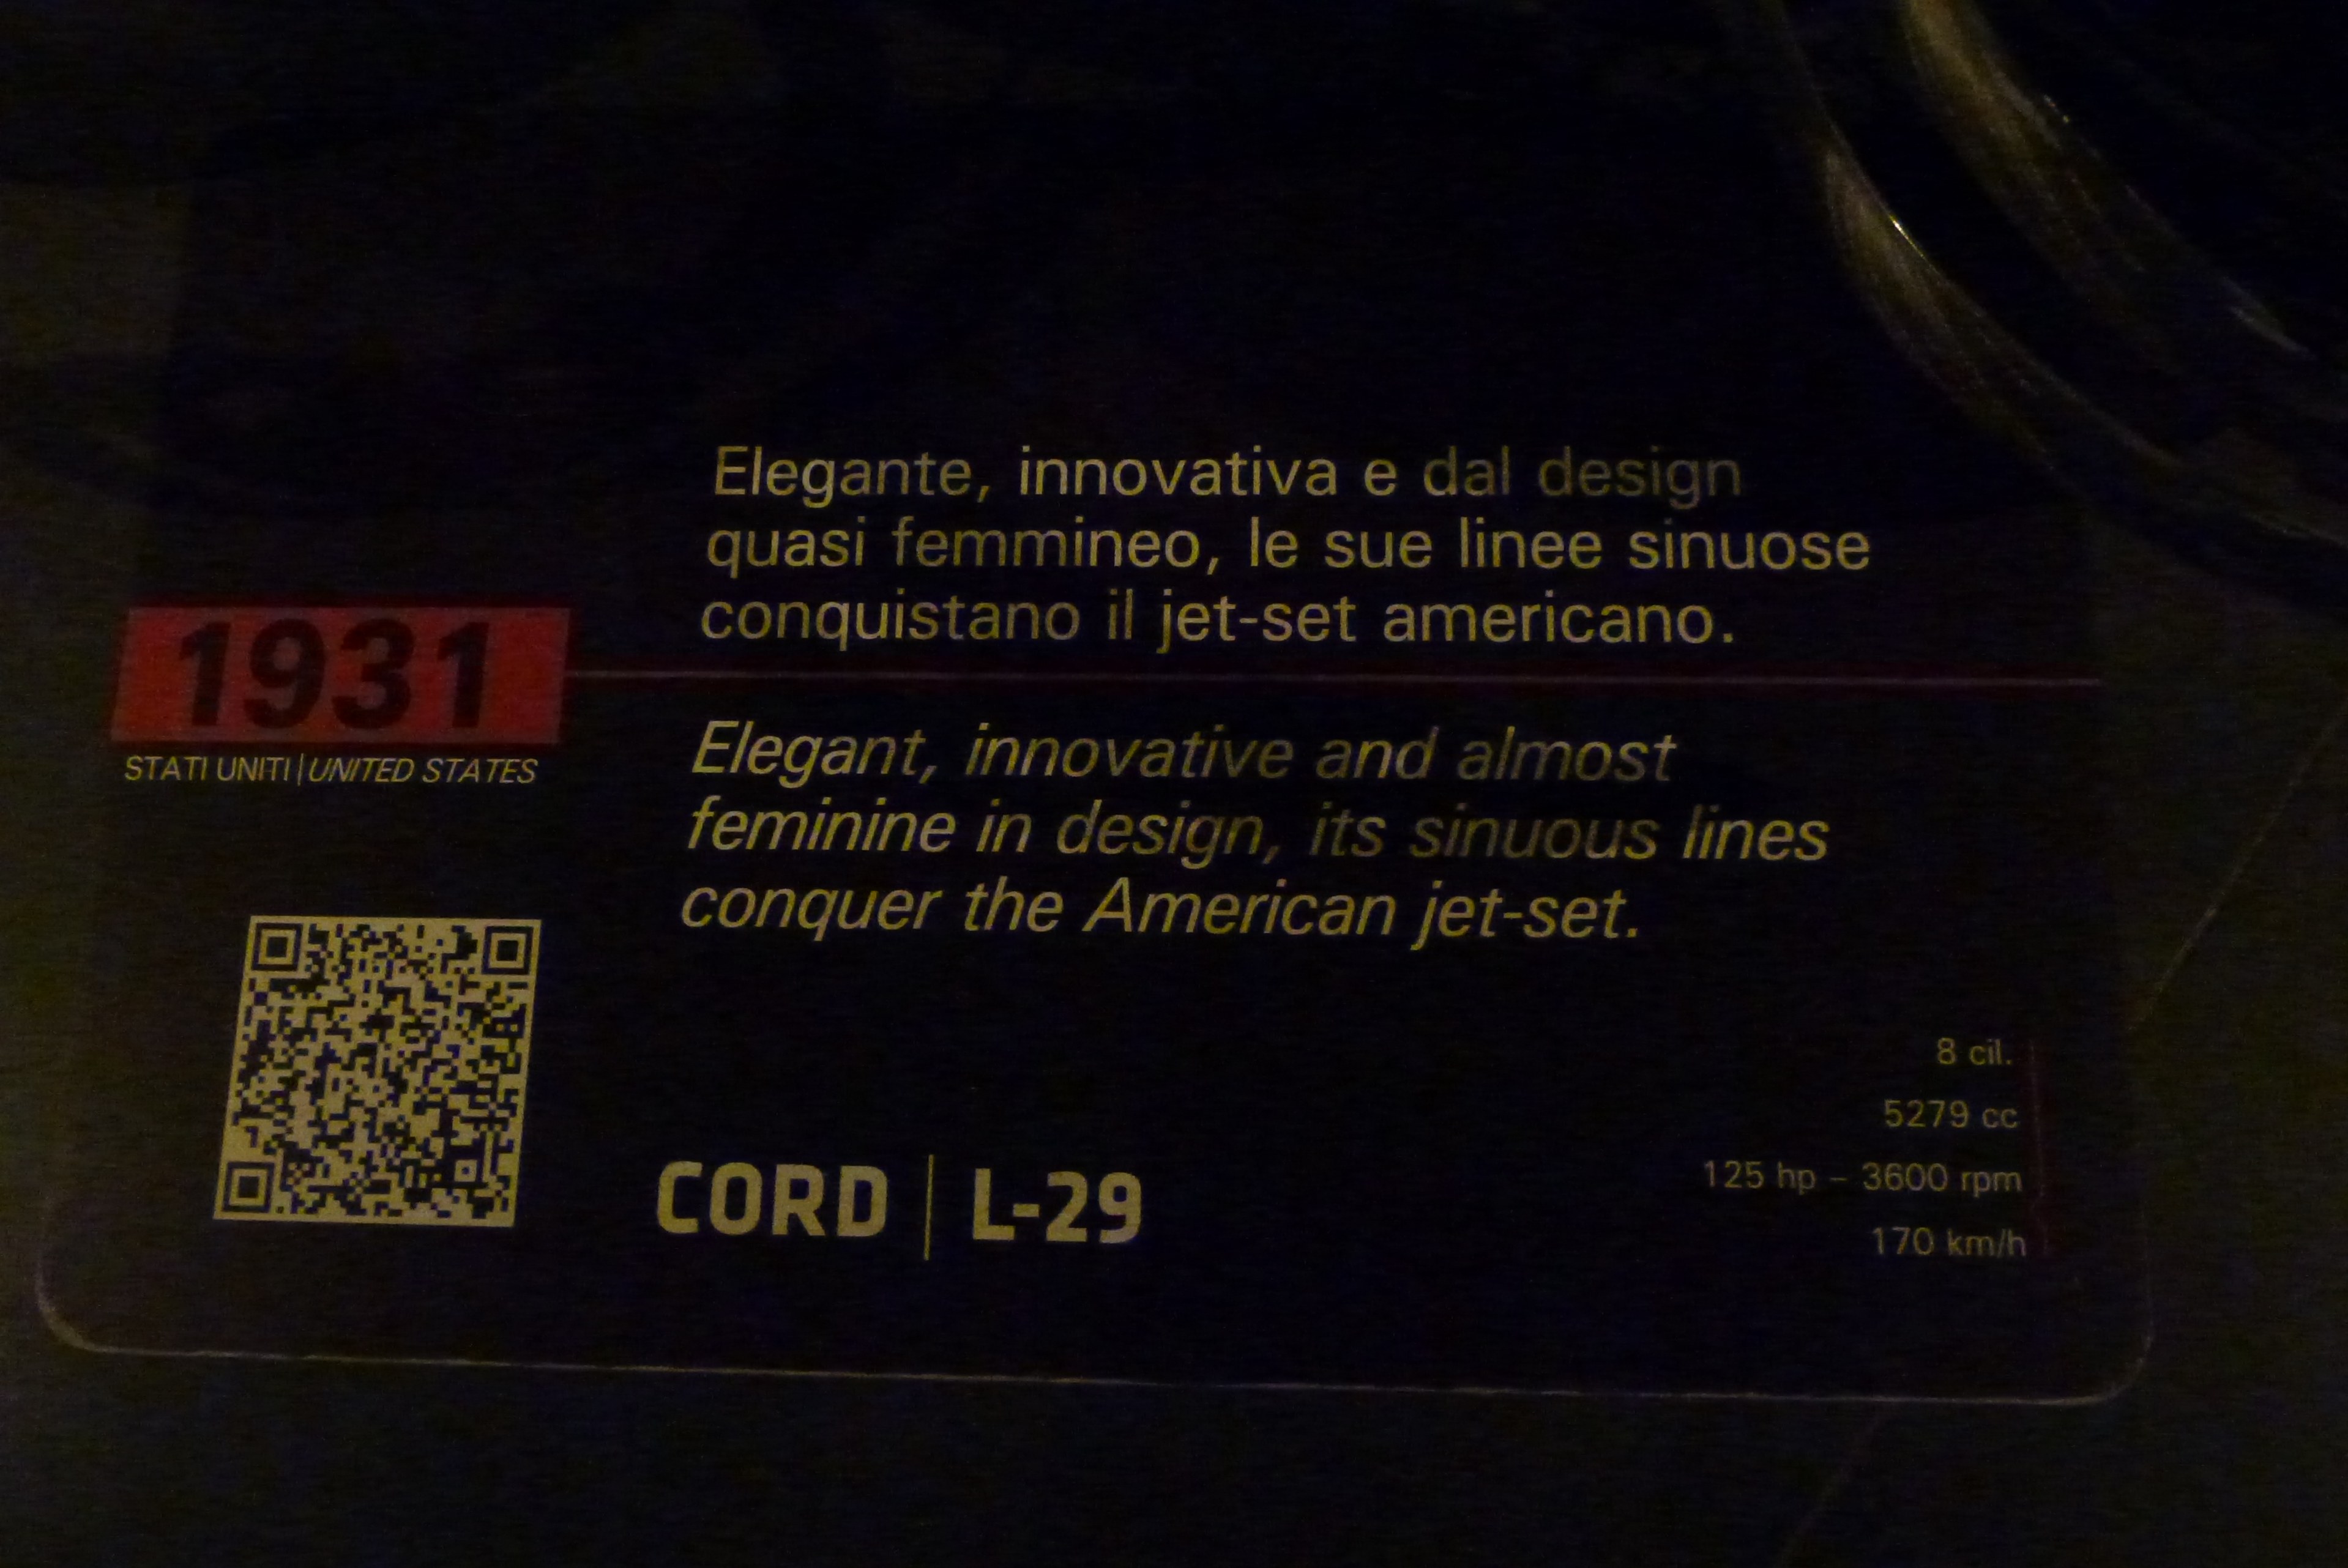 Elegante, innovativa e dal design
quasi femmineo, le sue linee sinuose
conquistano il jet-set americano.
1931
STATI UNITI|UNITED STATES
Elegant, innovative and almost
feminine in design, its sinuous lines
conquer the American jet-set.
8 cil.
5279 cc
125 hp – 3600 rpm
170 km/h
CORD | L-29